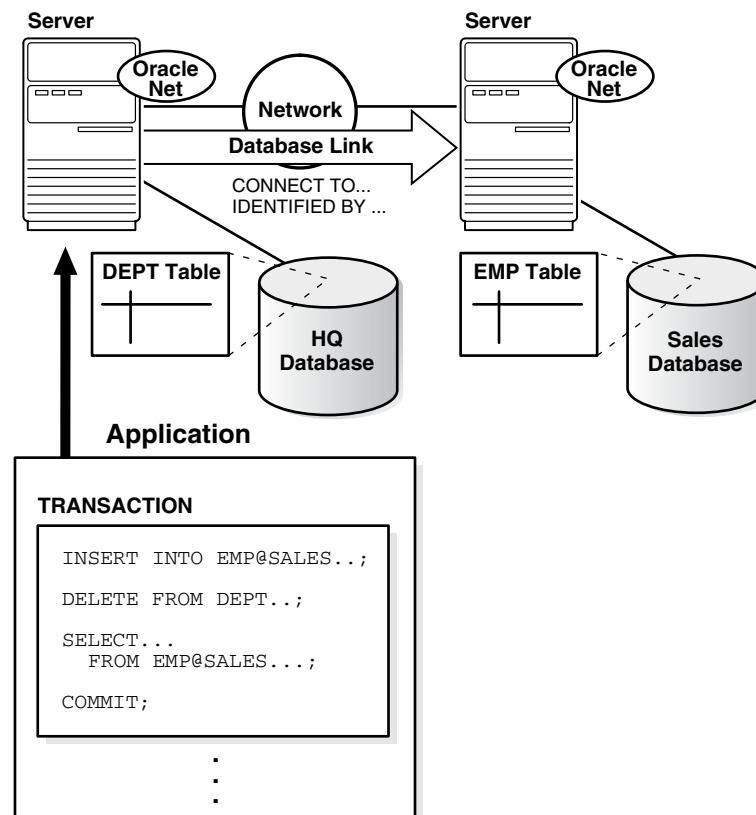 Server
Server
Oracle
Net
Oracle
Net
Network
Database Link
CONNECT TO...
IDENTIFIED BY ...
DEPT Table
EMP Table
HQ
Database
Sales
Database
Application
TRANSACTION
INSERT INTO EMP@SALES..;
DELETE FROM DEPT..;
SELECT...
FROM EMP@SALES...;
COMMIT;
.
.
.